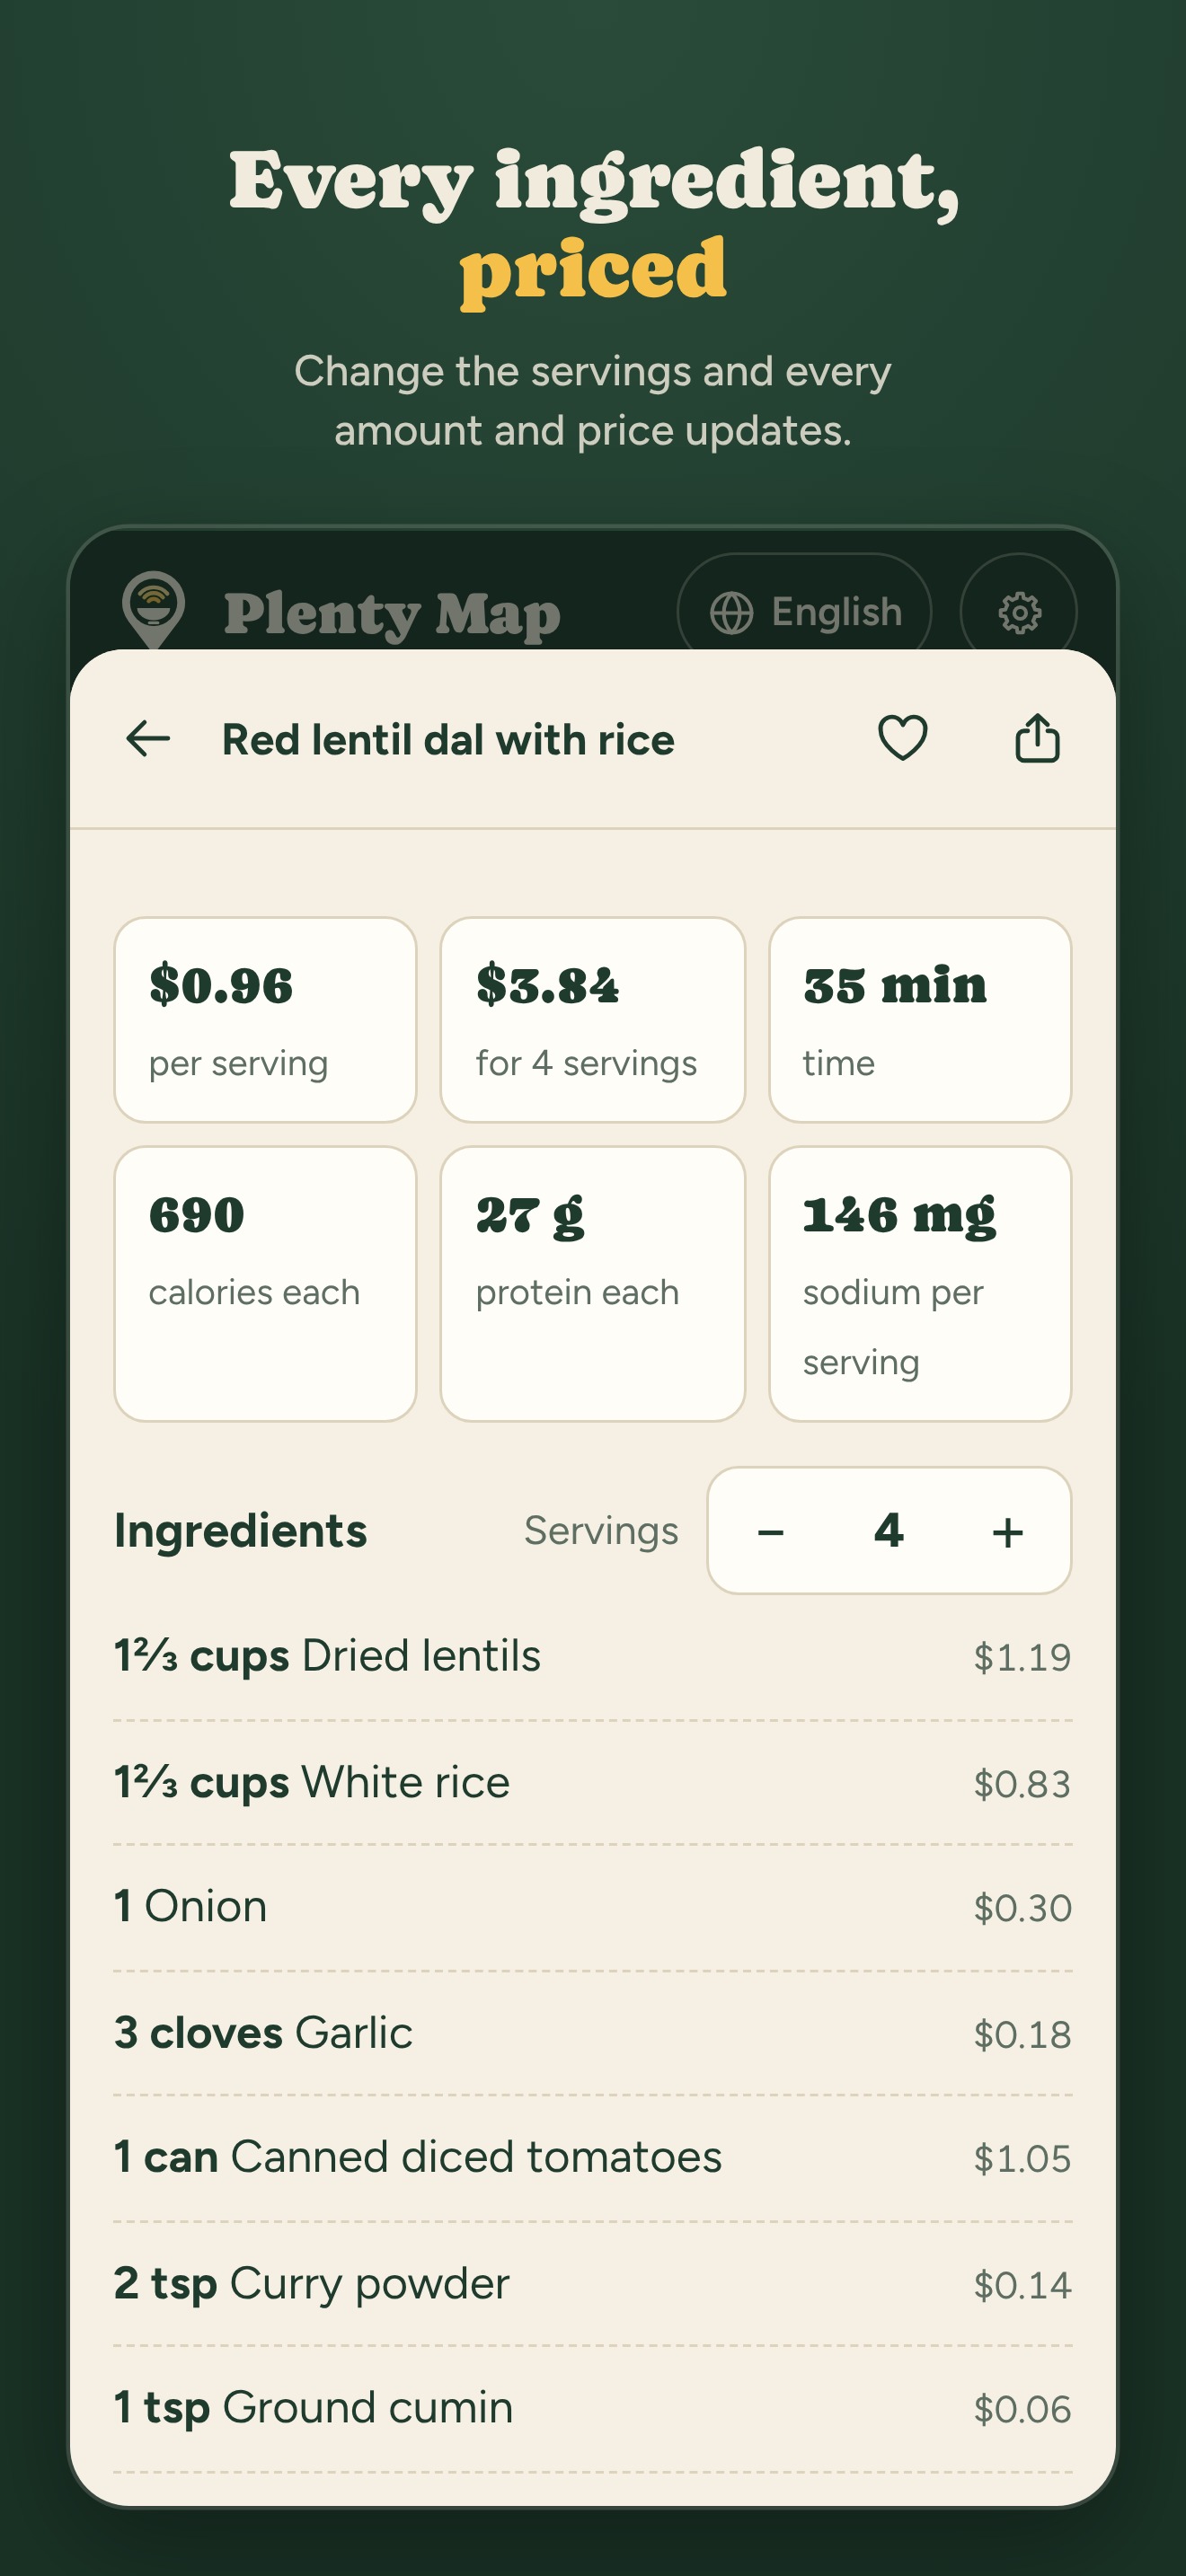 Every ingredient,
priced
Change the servings and every
amount and price updates.
Plenty Map
English
Red lentil dal with rice
$0.96
per serving
$3.84
for 4 servings
35 min
time
690
calories each
27 g
protein each
146 mg
sodium per
serving
Ingredients
Servings
− 4 +
1⅔ cups Dried lentils $1.19
1⅔ cups White rice $0.83
1 Onion $0.30
3 cloves Garlic $0.18
1 can Canned diced tomatoes $1.05
2 tsp Curry powder $0.14
1 tsp Ground cumin $0.06